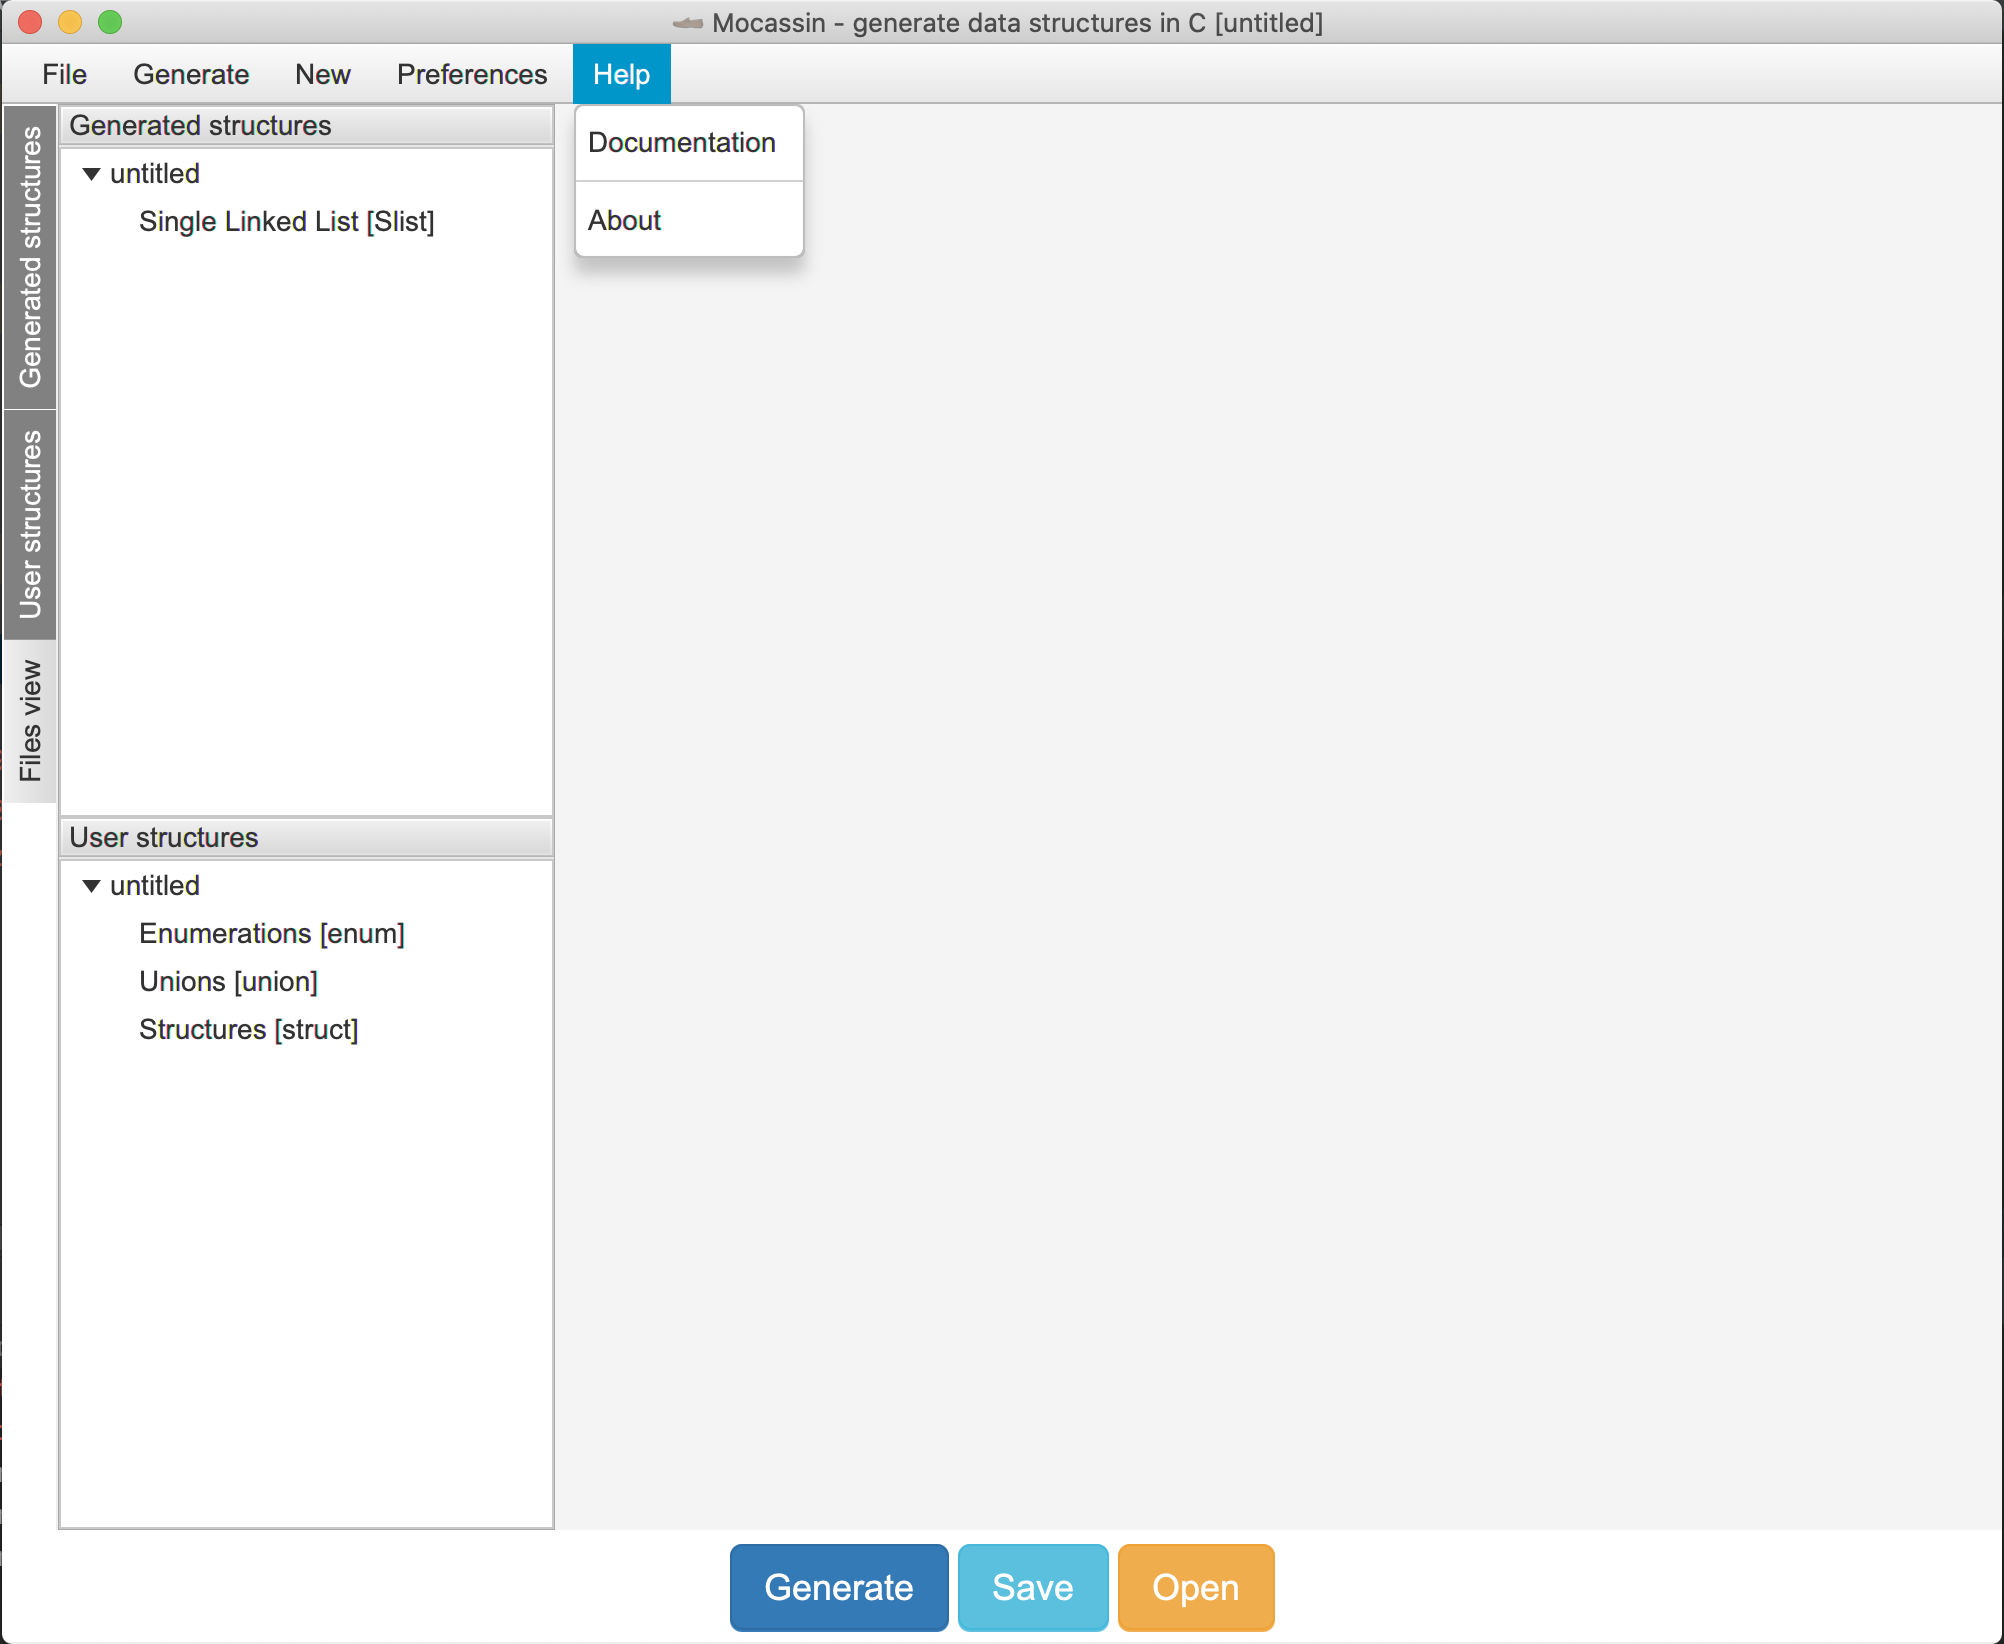 Mocassin - generate data structures in C [untitled]
File Generate New Preferences Help
Documentation
About
Generated structures
User structures
Files view
Generated structures
untitled
Single Linked List [Slist]
User structures
untitled
Enumerations [enum]
Unions [union]
Structures [struct]
Generate Save Open